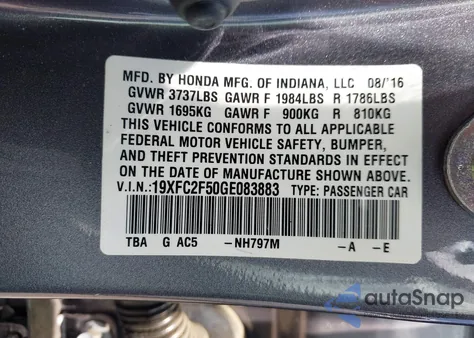 MFD. BY HONDA MFG. OF INDIANA, LLC 08/'16
GVWR 3737LBS GAWR F 1984LBS R 1786LBS
GVWR 1695KG GAWR F 900KG R 810KG
THIS VEHICLE CONFORMS TO ALL APPLICABLE
FEDERAL MOTOR VEHICLE SAFETY, BUMPER,
AND THEFT PREVENTION STANDARDS IN EFFECT
ON THE DATE OF MANUFACTURE SHOWN ABOVE.
V.I.N.:19XFC2F50GE083883 TYPE: PASSENGER CAR
TBA G AC5 -NH797M -A -E
autoSnap